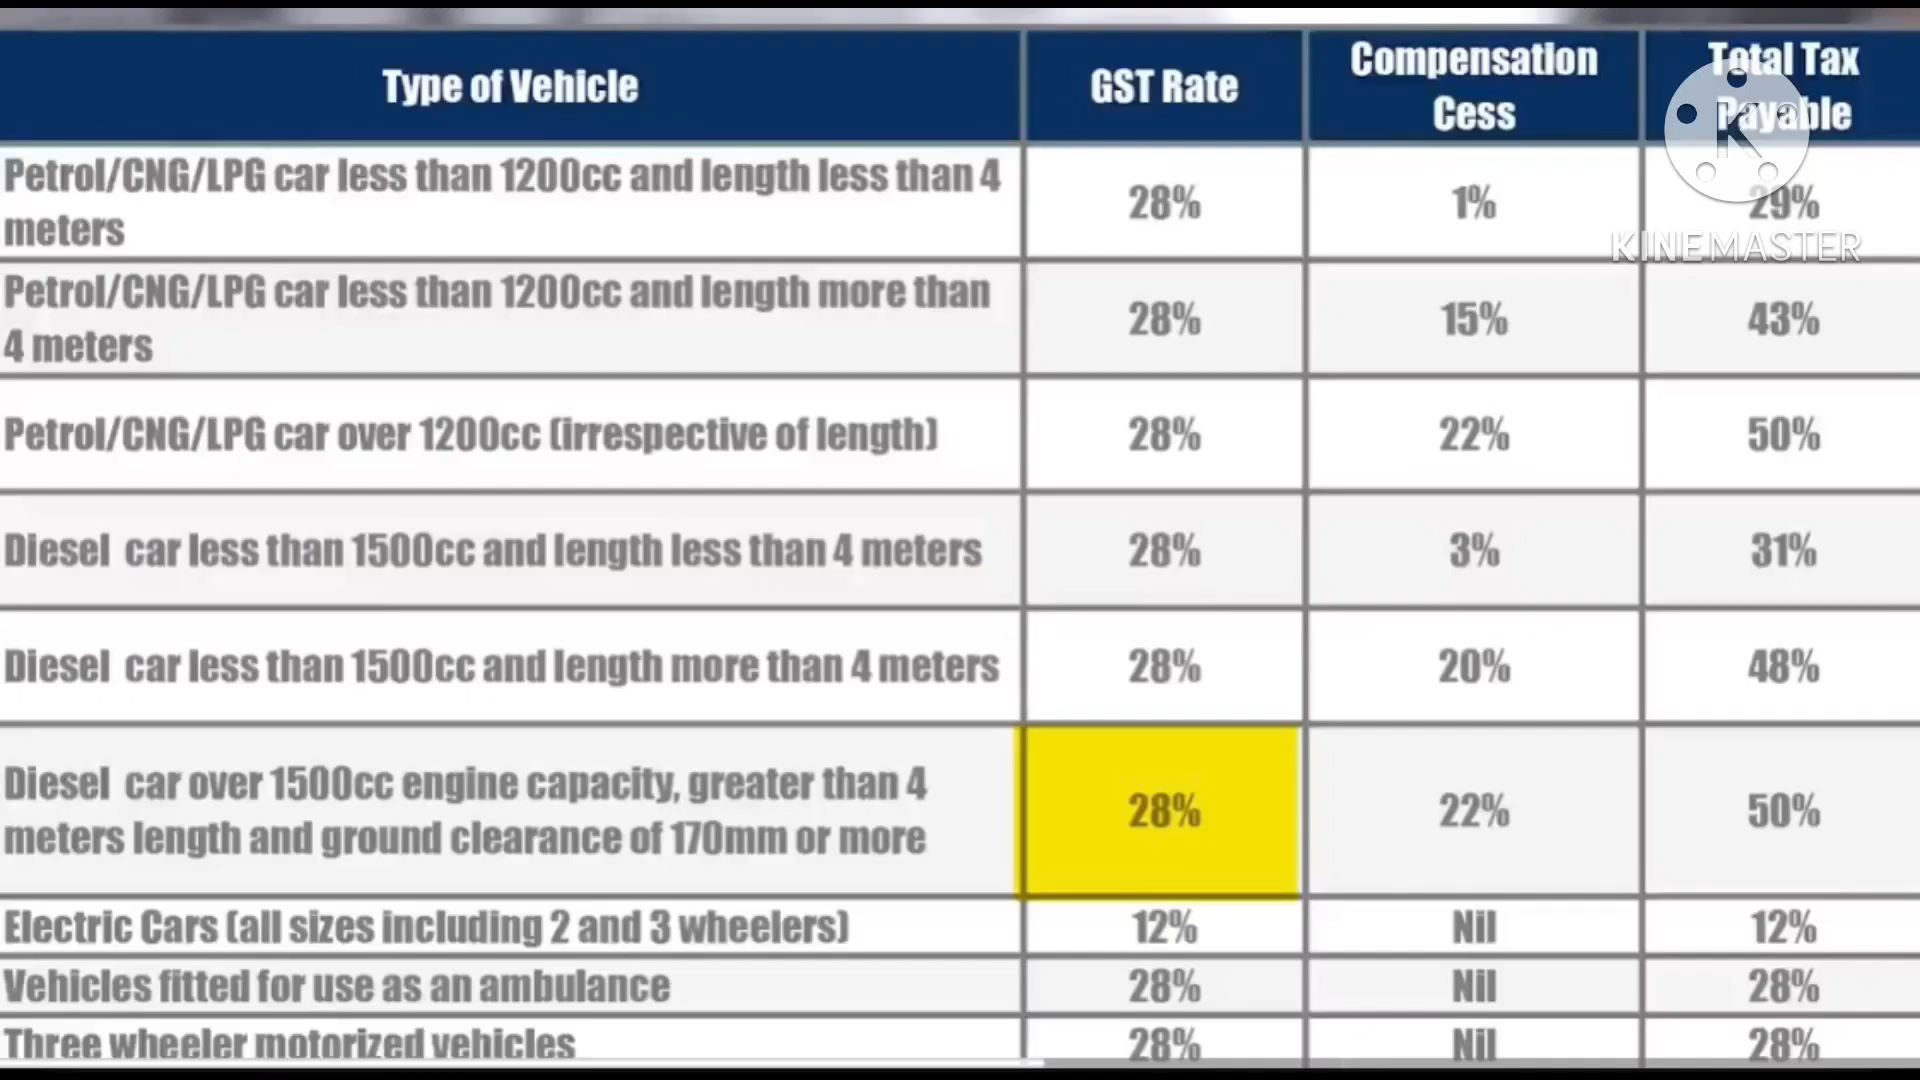 Type of Vehicle GST Rate Compensation Cess Total Tax Payable
Petrol/CNG/LPG car less than 1200cc and length less than 4 meters 28% 1% 29%
Petrol/CNG/LPG car less than 1200cc and length more than 4 meters 28% 15% 43%
Petrol/CNG/LPG car over 1200cc (irrespective of length) 28% 22% 50%
Diesel car less than 1500cc and length less than 4 meters 28% 3% 31%
Diesel car less than 1500cc and length more than 4 meters 28% 20% 48%
Diesel car over 1500cc engine capacity, greater than 4 meters length and ground clearance of 170mm or more 28% 22% 50%
Electric Cars (all sizes including 2 and 3 wheelers) 12% Nil 12%
Vehicles fitted for use as an ambulance 28% Nil 28%
Three wheeler motorized vehicles 28% Nil 28%
K
KINEMASTER